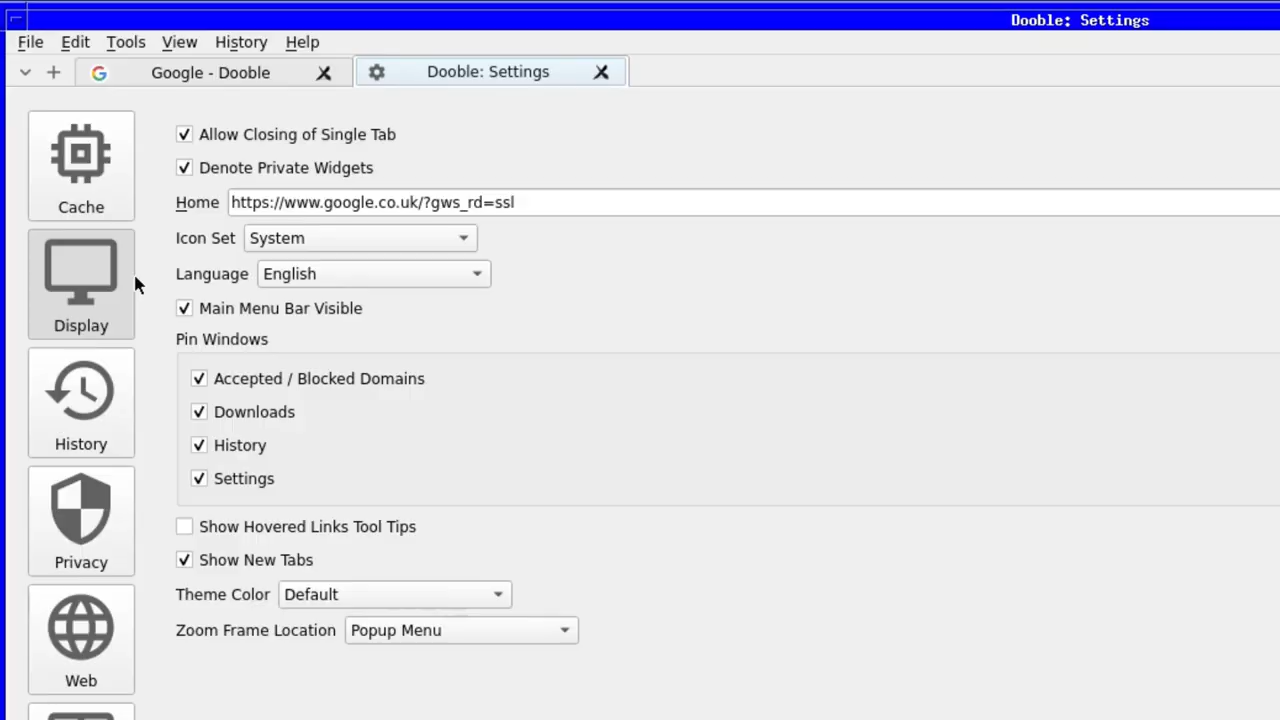 Dooble: Settings
File Edit Tools View History Help
Google - Dooble Dooble: Settings
Cache
Display
History
Privacy
Web
Allow Closing of Single Tab
Denote Private Widgets
Home https://www.google.co.uk/?gws_rd=ssl
Icon Set System
Language English
Main Menu Bar Visible
Pin Windows
Accepted / Blocked Domains
Downloads
History
Settings
Show Hovered Links Tool Tips
Show New Tabs
Theme Color Default
Zoom Frame Location Popup Menu